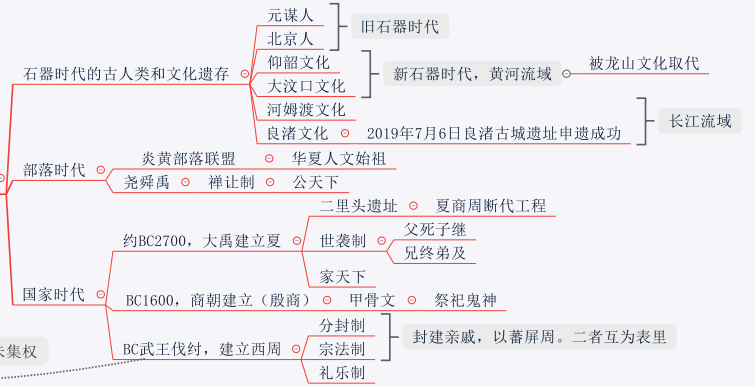 元谋人
北京人
旧石器时代
仰韶文化
大汶口文化
新石器时代，黄河流域
被龙山文化取代
石器时代的古人类和文化遗存
河姆渡文化
良渚文化
2019年7月6日良渚古城遗址申遗成功
长江流域
部落时代
炎黄部落联盟
华夏人文始祖
尧舜禹
禅让制
公天下
国家时代
约BC2700，大禹建立夏
二里头遗址
夏商周断代工程
世袭制
父死子继
兄终弟及
家天下
BC1600，商朝建立（殷商）
甲骨文
祭祀鬼神
BC武王伐纣，建立西周
分封制
宗法制
封建亲戚，以蕃屏周。二者互为表里
礼乐制
集权